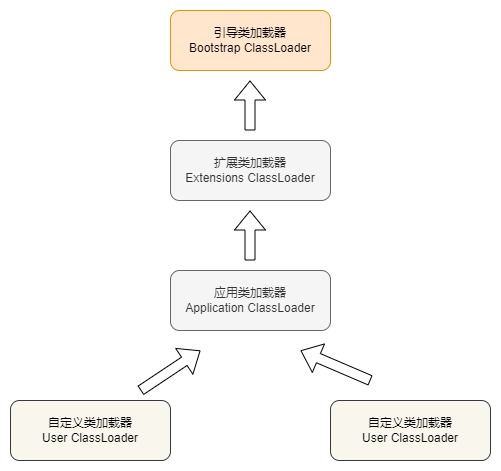 引导类加载器
Bootstrap ClassLoader
扩展类加载器
Extensions ClassLoader
应用类加载器
Application ClassLoader
自定义类加载器
User ClassLoader
自定义类加载器
User ClassLoader